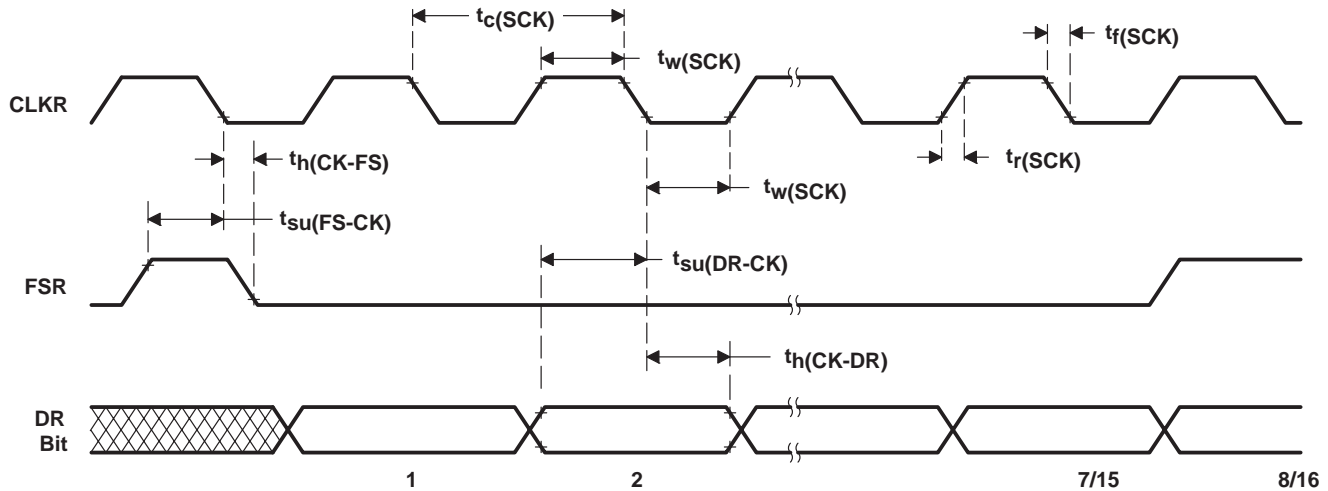 tc(SCK)
tw(SCK)
tf(SCK)
CLKR
th(CK-FS)
tr(SCK)
tw(SCK)
tsu(FS-CK)
tsu(DR-CK)
FSR
th(CK-DR)
DR
Bit
1 2 7/15 8/16